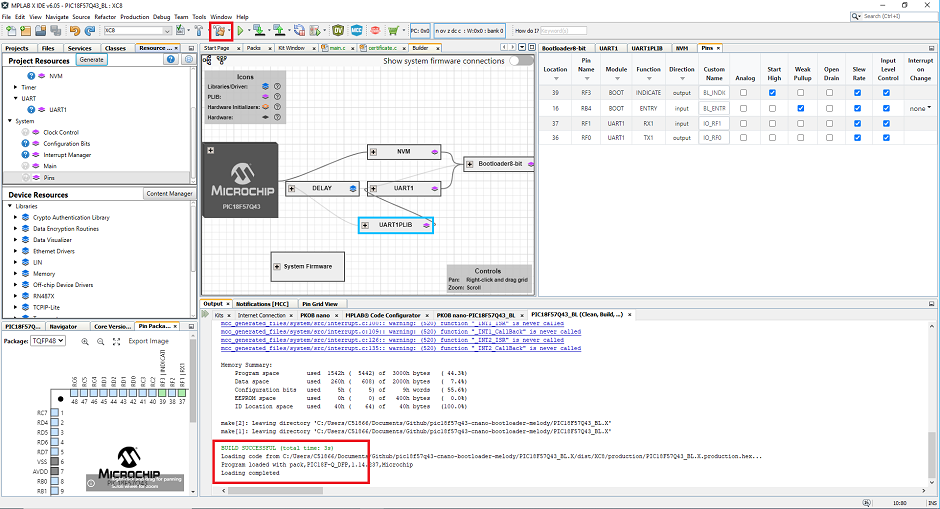 MPLAB X IDE v6.05 - PIC18F57Q43_BL : XC8
File Edit View Navigate Source Refactor Production Debug Team Tools Window Help
Search (Ctrl+I)
XC8
PC: 0x0
n ov z dc c : W:0x0 : bank 0
How do I?
Keyword(s)
Projects Files Services Classes Resource ...
Project Resources Generate
NVM
Timer
UART
UART1
System
Clock Control
Configuration Bits
Interrupt Manager
Main
Pins
Device Resources Content Manager
Libraries
Crypto Authentication Library
Data Encryption Routines
Data Visualizer
Ethernet Drivers
LIN
Memory
Off-chip Device Drivers
RN487X
TCPIP-Lite
PIC18F57Q... Navigator Core Versio... Pin Packa...
Package: TQFP48 Export Image
RC6 RC5 RC4 RD3 RD2 RD1 RD0 RC3 RC2 RF3 [INDICATE] RF2 RF1 [RX1]
48 47 46 45 44 43 42 41 40 39 38 37
RC7 1
RD4 2
RD5 3
RD6 4
RD7 5
VSS 6
AVDD 7
RB0 8
RB1 9
MICROCHIP
PIC18F57Q43
for panning
Scroll wheel for zoom
Start Page Packs Kit Window main.c certificate.c Builder
Show system firmware connections
Icons
Libraries/Driver:
PLIB:
Hardware Initializers:
Hardware:
MICROCHIP
PIC18F57Q43
NVM
DELAY
UART1
Bootloader8-bit
UART1PLIB
System Firmware
Controls
Pan: Right-click and drag grid
Zoom: Scroll
Bootloader8-bit UART1 UART1PLIB NVM Pins
Location Pin Name Module Function Direction Custom Name Analog Start High Weak Pullup Open Drain Slew Rate Input Level Control Interrupt on Change
39 RF3 BOOT INDICATE output BL_INDIC
16 RB4 BOOT ENTRY input BL_ENTR none
37 RF1 UART1 RX1 input IO_RF1
36 RF0 UART1 TX1 output IO_RF0
Output Notifications [MCC] Pin Grid View
Kits Internet Connection PKOB nano MPLAB® Code Configurator PKOB nano-PIC18F57Q43_BL PIC18F57Q43_BL (Clean, Build, ...)
mcc_generated_files/system/src/interrupt.c:100:: warning: (520) function "_INT1_ISR" is never called
mcc_generated_files/system/src/interrupt.c:109:: warning: (520) function "_INT1_CallBack" is never called
mcc_generated_files/system/src/interrupt.c:126:: warning: (520) function "_INT2_ISR" is never called
mcc_generated_files/system/src/interrupt.c:135:: warning: (520) function "_INT2_CallBack" is never called
Memory Summary:
Program space used 1542h ( 5442) of 3000h bytes ( 44.3%)
Data space used 260h ( 608) of 2000h bytes ( 7.4%)
Configuration bits used 5h ( 5) of 9h words ( 55.6%)
EEPROM space used 0h ( 0) of 400h bytes ( 0.0%)
ID Location space used 40h ( 64) of 40h bytes (100.0%)
make[2]: Leaving directory 'C:/Users/C51866/Documents/Github/pic18f57q43-cnano-bootloader-melody/PIC18F57Q43_BL.X'
make[1]: Leaving directory 'C:/Users/C51866/Documents/Github/pic18f57q43-cnano-bootloader-melody/PIC18F57Q43_BL.X'
BUILD SUCCESSFUL (total time: 3s)
Loading code from C:/Users/C51866/Documents/Github/pic18f57q43-cnano-bootloader-melody/PIC18F57Q43_BL.X/dist/XC8/production/PIC18F57Q43_BL.X.production.hex...
Program loaded with pack,PIC18F-Q_DFP,1.14.237,Microchip
Loading completed
10:80 INS